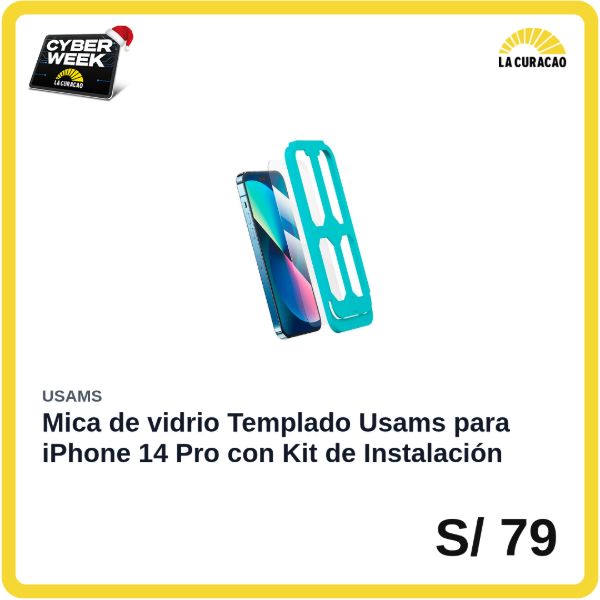 CYBER
WEEK
LA CURACAO
LA CURACAO
USAMS
Mica de vidrio Templado Usams para
iPhone 14 Pro con Kit de Instalación
S/ 79